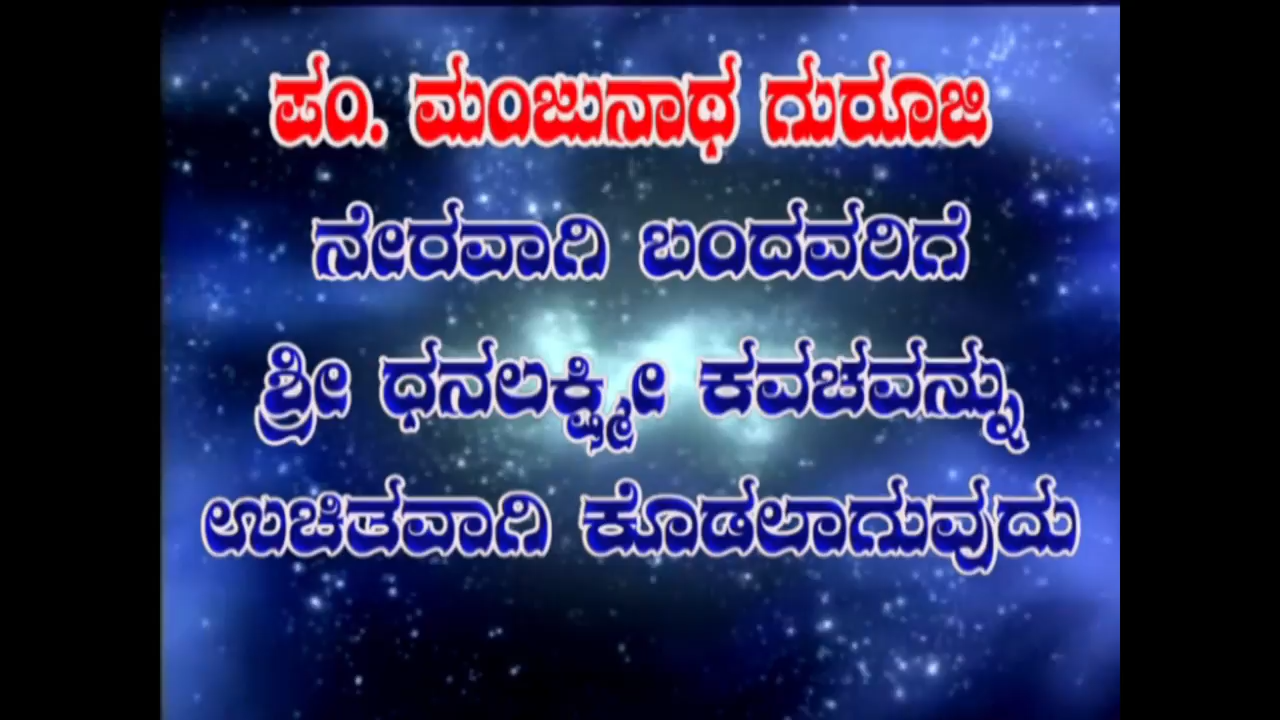 ಪಂ. ಮಂಜುನಾಥ ಗುರೂಜಿ
ನೇರವಾಗಿ ಬಂದವರಿಗೆ
ಶ್ರೀ ಧನಲಕ್ಷ್ಮೀ ಕವಚವನ್ನು
ಉಚಿತವಾಗಿ ಕೊಡಲಾಗುವುದು